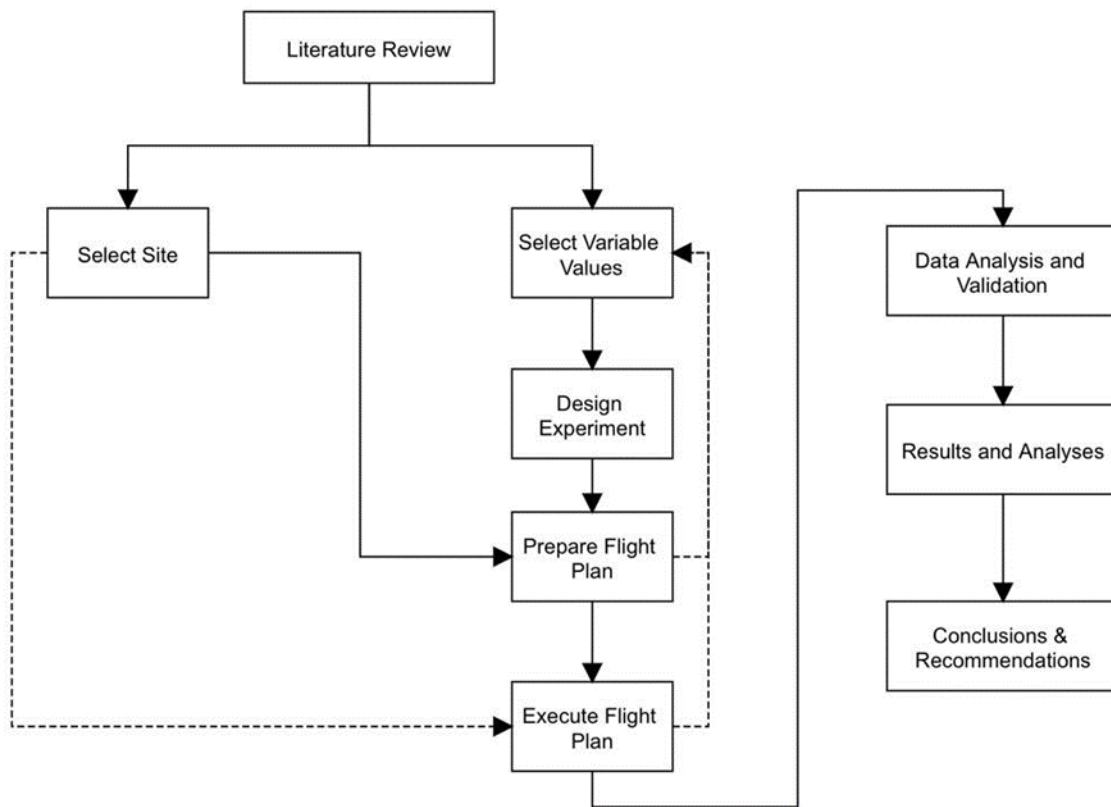 Literature Review
Select Site
Select Variable
Values
Design
Experiment
Prepare Flight
Plan
Execute Flight
Plan
Data Analysis and
Validation
Results and Analyses
Conclusions &
Recommendations